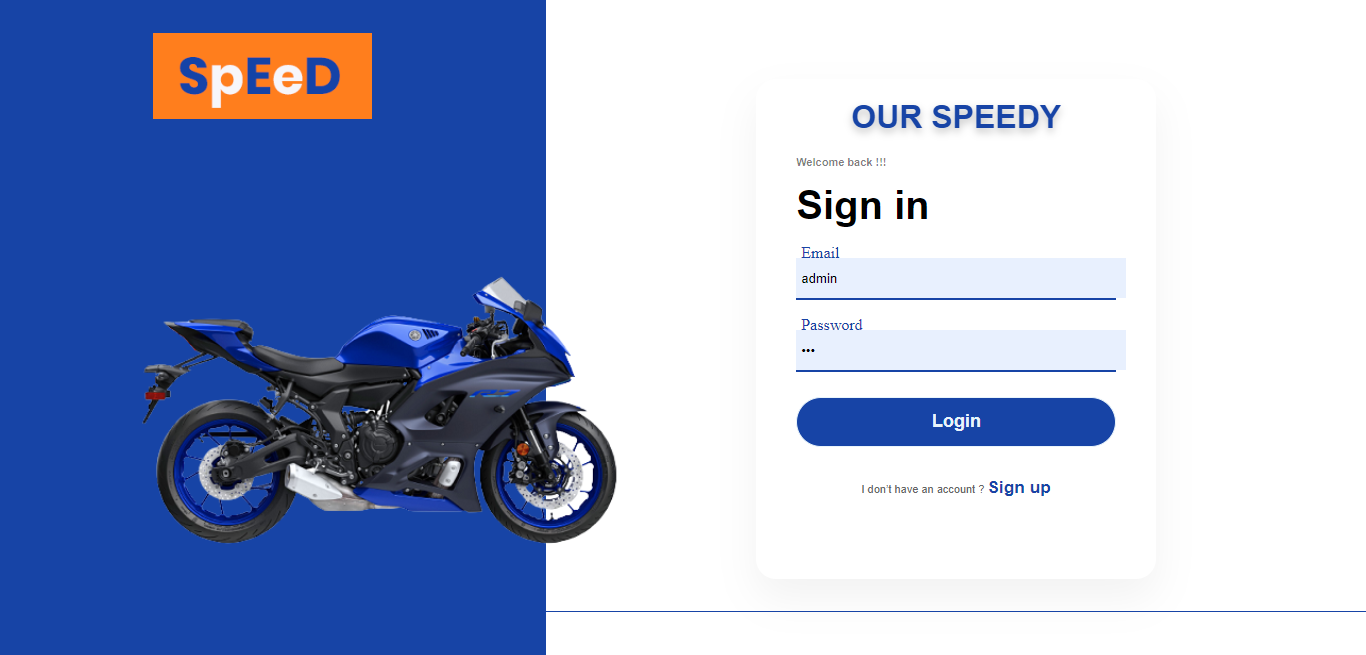 SpEeD
OUR SPEEDY
Welcome back !!!
Sign in
Email
admin
Password
•••
Login
I don't have an account ? Sign up